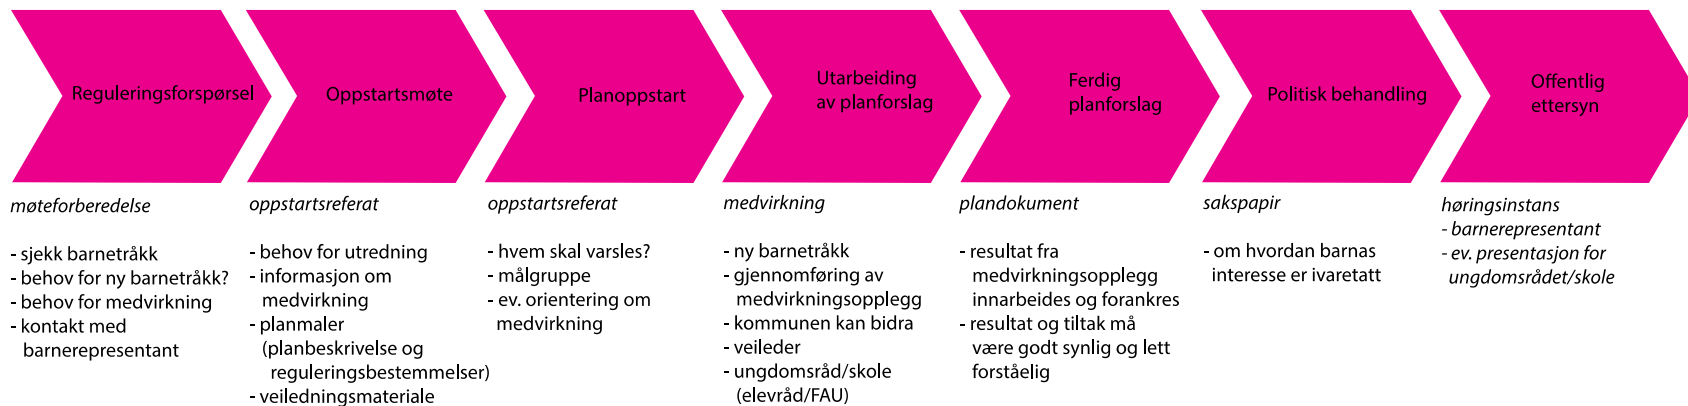 Reguleringsforspørsel
Oppstartsmøte
Planoppstart
Utarbeiding
av planforslag
Ferdig
planforslag
Politisk behandling
Offentlig
ettersyn
møteforberedelse
- sjekk barnetråkk
- behov for ny barnetråkk?
- behov for medvirkning
- kontakt med
barnerepresentant
oppstartsreferat
- behov for utredning
- informasjon om
medvirkning
- planmaler
(planbeskrivelse og
reguleringsbestemmelser)
- veiledningsmateriale
oppstartsreferat
- hvem skal varsles?
- målgruppe
- ev. orientering om
medvirkning
medvirkning
- ny barnetråkk
- gjennomføring av
medvirkningsopplegg
- kommunen kan bidra
- veileder
- ungdomsråd/skole
(elevråd/FAU)
plandokument
- resultat fra
medvirkningsopplegg
innarbeides og forankres
- resultat og tiltak må
være godt synlig og lett
forståelig
sakspapir
- om hvordan barnas
interesse er ivaretatt
høringsinstans
- barnerepresentant
- ev. presentasjon for
ungdomsrådet/skole